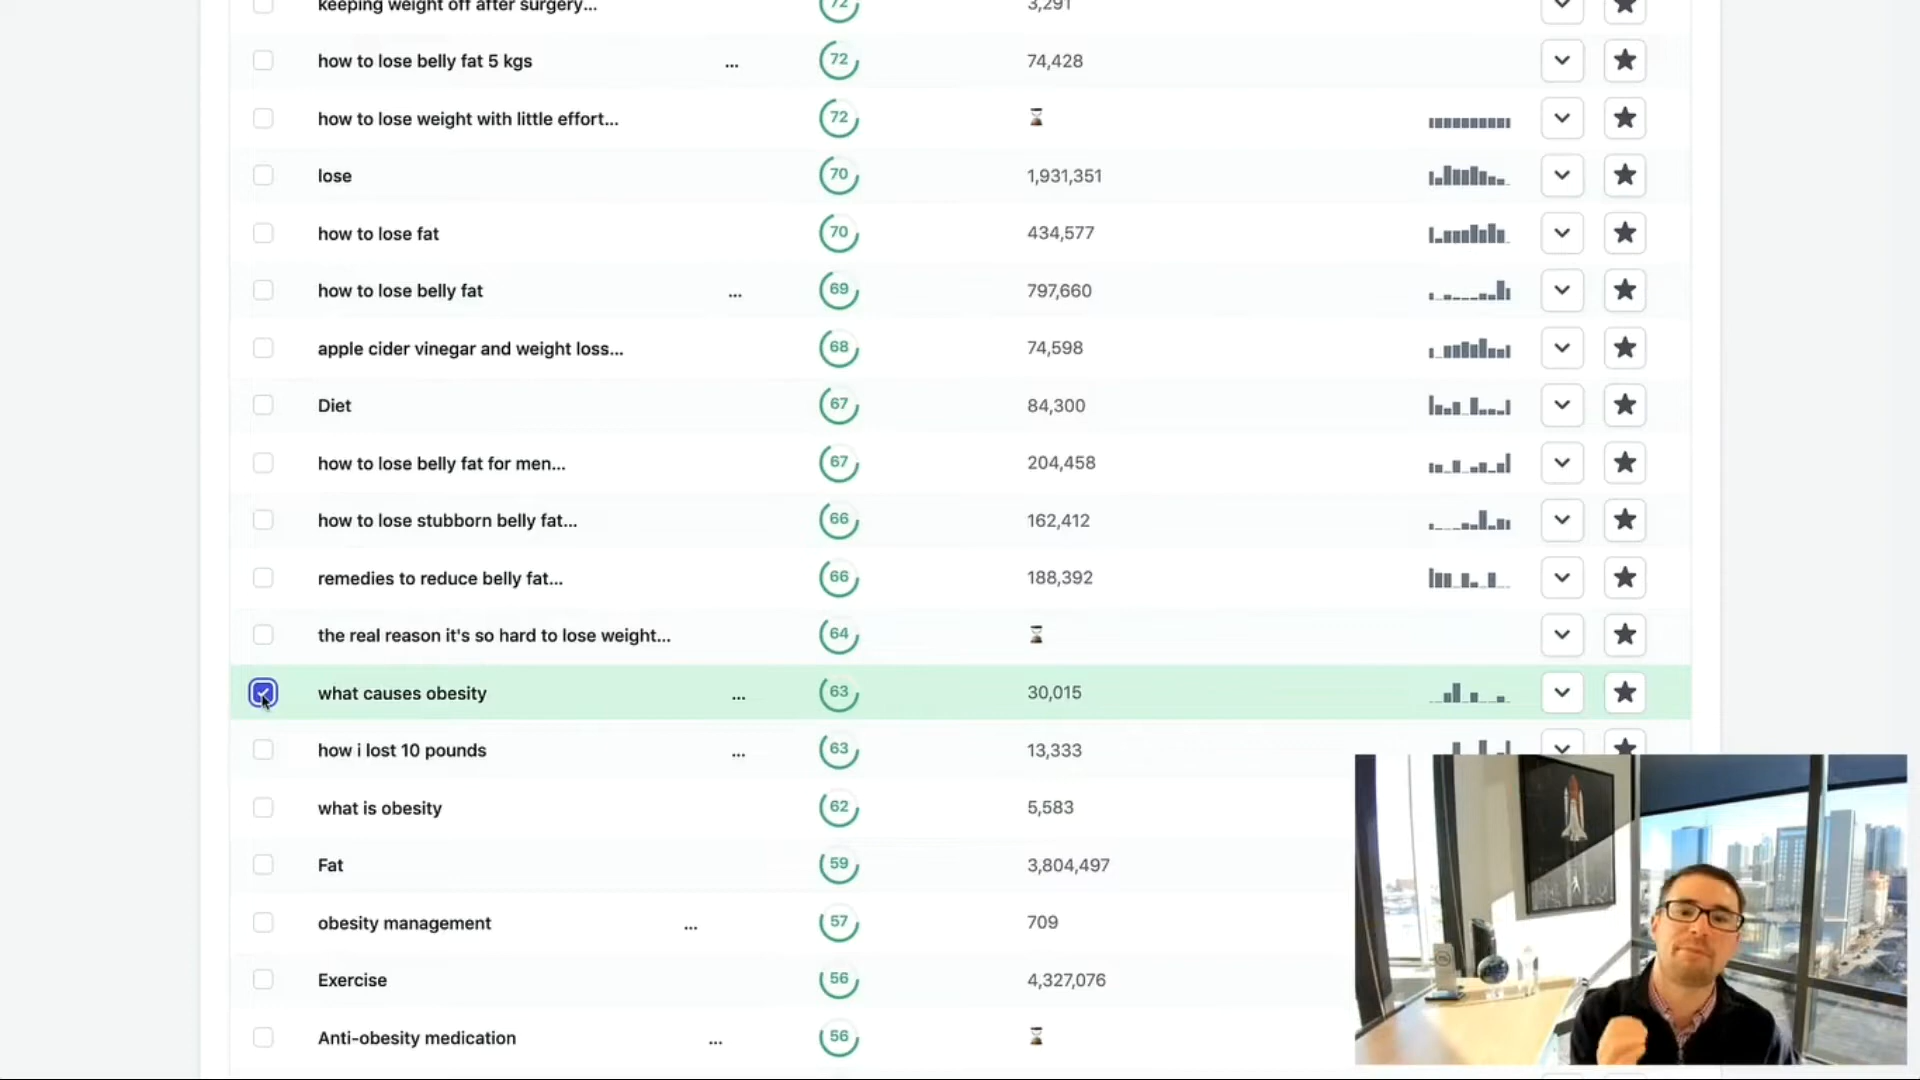 keeping weight off after surgery... 72 3,291
how to lose belly fat 5 kgs ... 72 74,428
how to lose weight with little effort... 72
lose 70 1,931,351
how to lose fat 70 434,577
how to lose belly fat ... 69 797,660
apple cider vinegar and weight loss... 68 74,598
Diet 67 84,300
how to lose belly fat for men... 67 204,458
how to lose stubborn belly fat... 66 162,412
remedies to reduce belly fat... 66 188,392
the real reason it's so hard to lose weight... 64
what causes obesity ... 63 30,015
how i lost 10 pounds ... 63 13,333
what is obesity 62 5,583
Fat 59 3,804,497
obesity management ... 57 709
Exercise 56 4,327,076
Anti-obesity medication ... 56